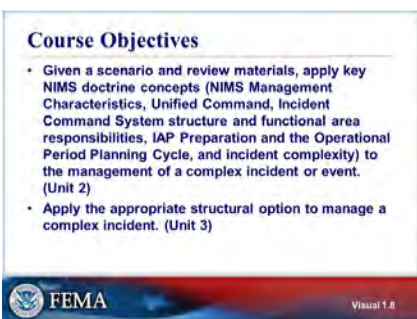 Course Objectives
• Given a scenario and review materials, apply key
NIMS doctrine concepts (NIMS Management
Characteristics, Unified Command, Incident
Command System structure and functional area
responsibilities, IAP Preparation and the Operational
Period Planning Cycle, and incident complexity) to
the management of a complex incident or event.
(Unit 2)
• Apply the appropriate structural option to manage a
complex incident. (Unit 3)
FEMA
Visual 1.8